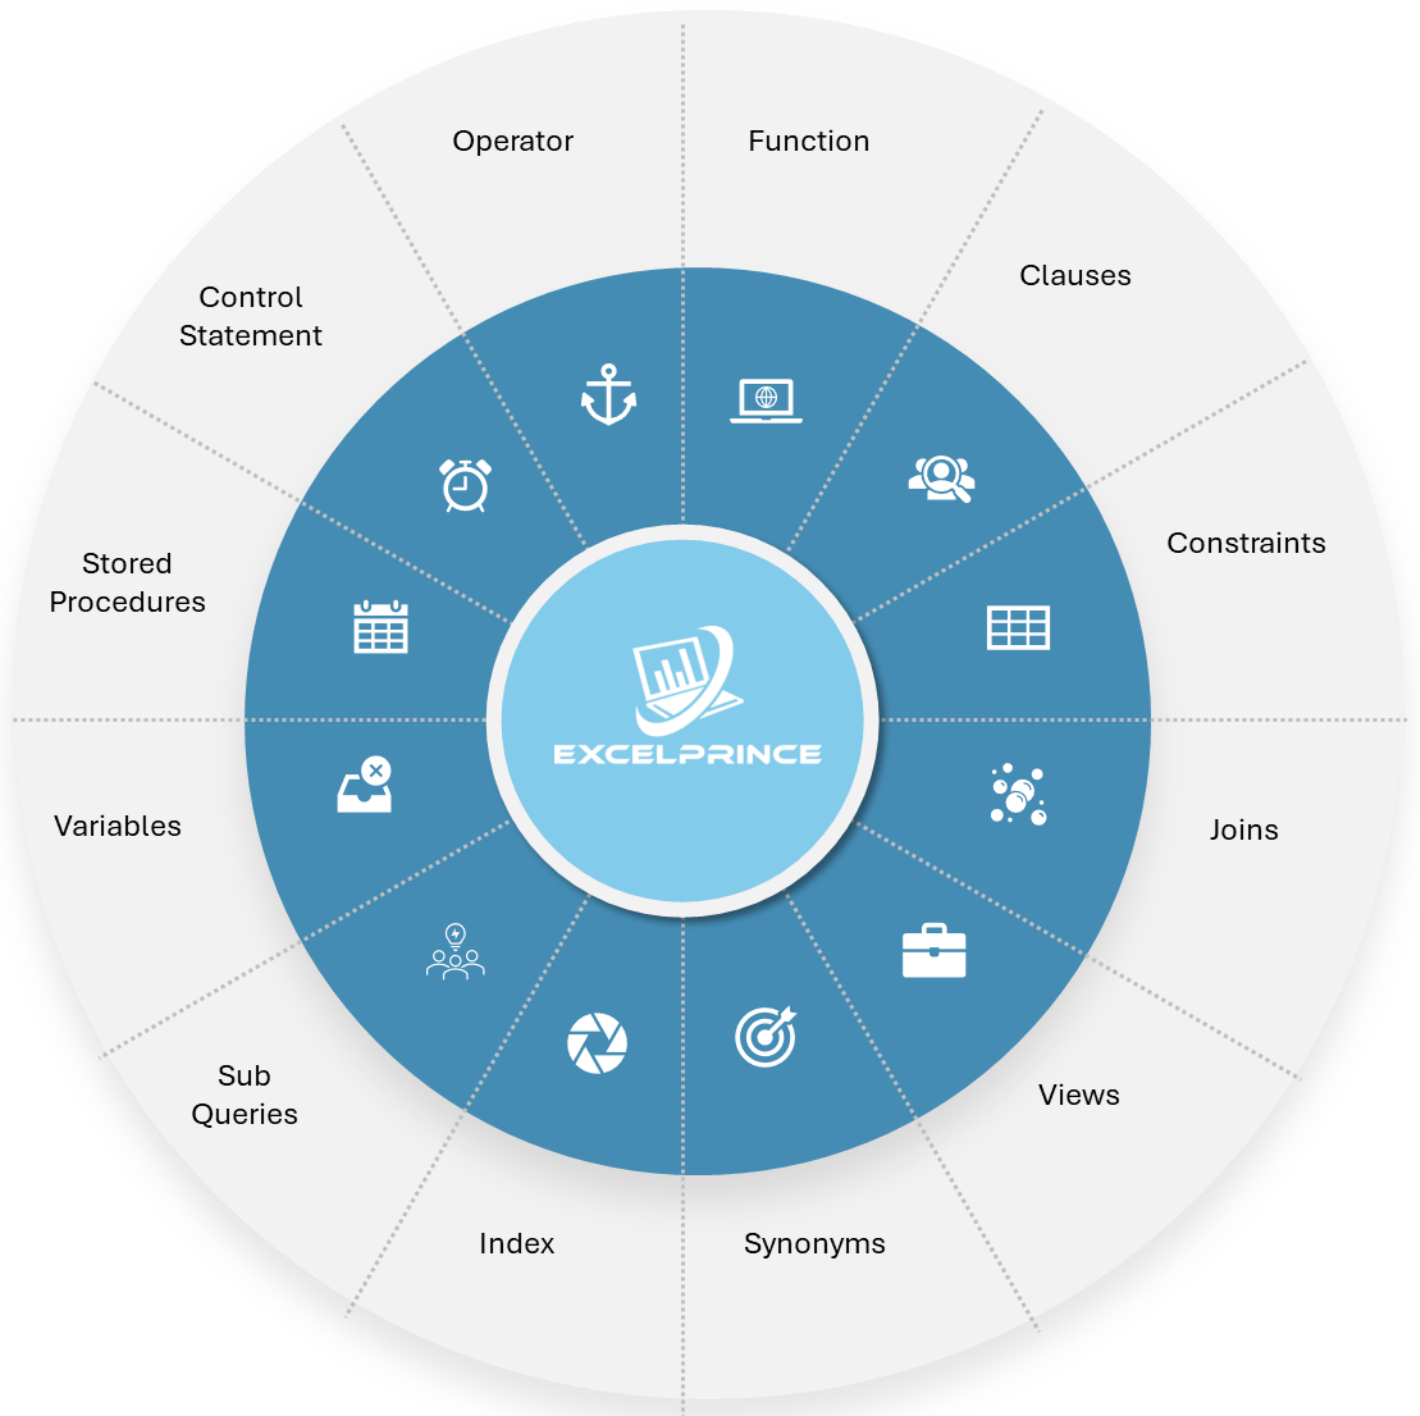 Operator
Function
Clauses
Control
Statement
Constraints
Stored
Procedures
EXCELPRINCE
Variables
Joins
Sub
Queries
Views
Index
Synonyms